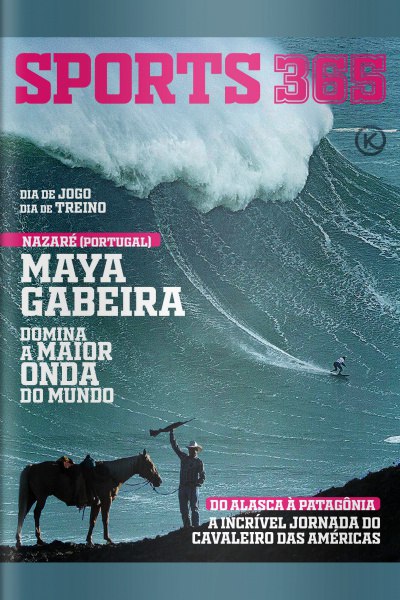 SPORTS 365
K
DIA DE JOGO
DIA DE TREINO
NAZARÉ (PORTUGAL)
MAYA
GABEIRA
DOMINA
A MAIOR
ONDA
DO MUNDO
DO ALASCA À PATAGÔNIA
A INCRÍVEL JORNADA DO
CAVALEIRO DAS AMÉRICAS